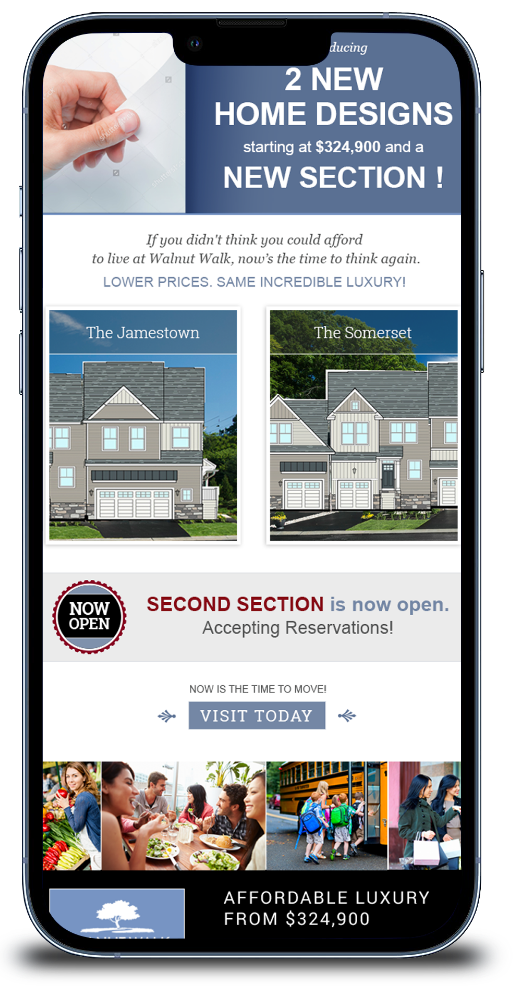 2 NEW
HOME DESIGNS
starting at $324,900 and a
NEW SECTION !
If you didn't think you could afford
to live at Walnut Walk, now's the time to think again.
LOWER PRICES. SAME INCREDIBLE LUXURY!
The Jamestown
The Somerset
NOW
OPEN
SECOND SECTION is now open.
Accepting Reservations!
NOW IS THE TIME TO MOVE!
VISIT TODAY
AFFORDABLE LUXURY
FROM $324,900